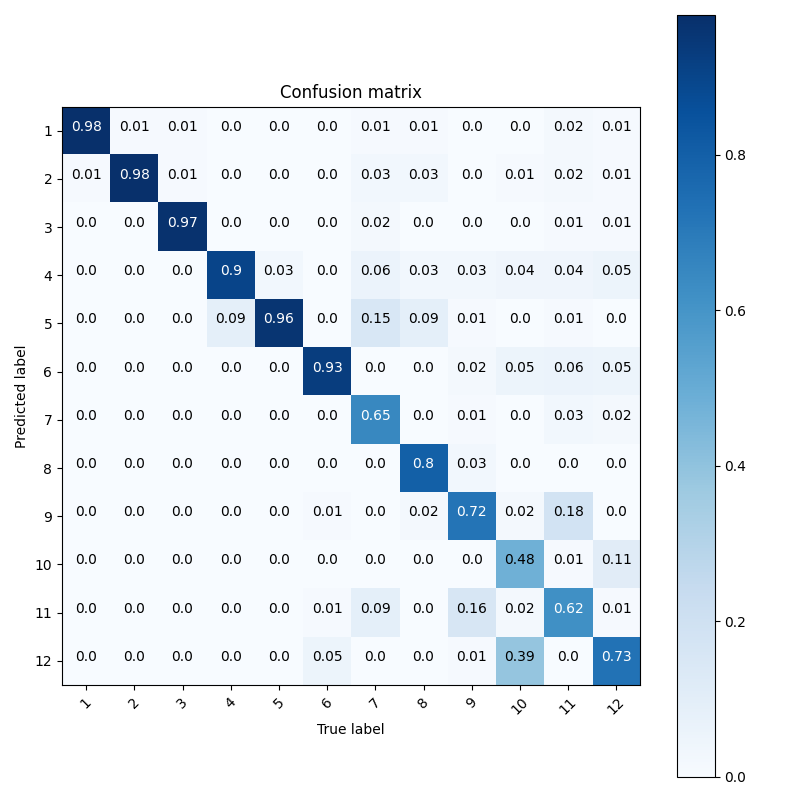 Confusion matrix
1 0.98 0.01 0.01 0.0 0.0 0.0 0.01 0.01 0.0 0.0 0.02 0.01
2 0.01 0.98 0.01 0.0 0.0 0.0 0.03 0.03 0.0 0.01 0.02 0.01
3 0.0 0.0 0.97 0.0 0.0 0.0 0.02 0.0 0.0 0.0 0.01 0.01
4 0.0 0.0 0.0 0.9 0.03 0.0 0.06 0.03 0.03 0.04 0.04 0.05
5 0.0 0.0 0.0 0.09 0.96 0.0 0.15 0.09 0.01 0.0 0.01 0.0
6 0.0 0.0 0.0 0.0 0.0 0.93 0.0 0.0 0.02 0.05 0.06 0.05
7 0.0 0.0 0.0 0.0 0.0 0.0 0.65 0.0 0.01 0.0 0.03 0.02
8 0.0 0.0 0.0 0.0 0.0 0.0 0.0 0.8 0.03 0.0 0.0 0.0
9 0.0 0.0 0.0 0.0 0.0 0.01 0.0 0.02 0.72 0.02 0.18 0.0
10 0.0 0.0 0.0 0.0 0.0 0.0 0.0 0.0 0.0 0.48 0.01 0.11
11 0.0 0.0 0.0 0.0 0.0 0.01 0.09 0.0 0.16 0.02 0.62 0.01
12 0.0 0.0 0.0 0.0 0.0 0.05 0.0 0.0 0.01 0.39 0.0 0.73
1 2 3 4 5 6 7 8 9 10 11 12
True label
Predicted label
0.8
0.6
0.4
0.2
0.0